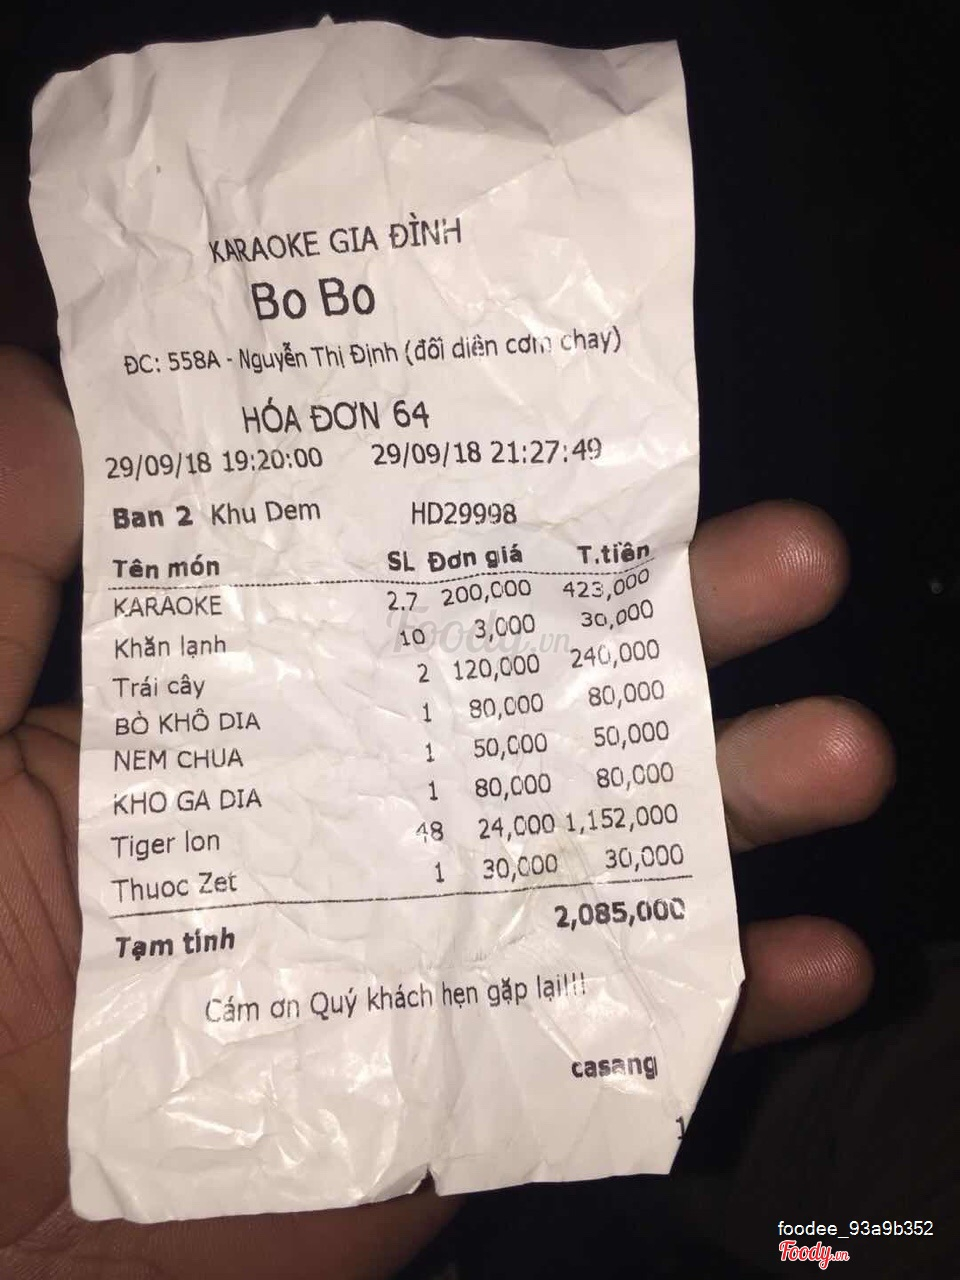 KARAOKE GIA ĐÌNH
Bo Bo
ĐC: 558A - Nguyễn Thị Định (đối diện cơm chay)
HÓA ĐƠN 64
29/09/18 19:20:00 29/09/18 21:27:49
Ban 2 Khu Dem HD29998
Tên món SL Đơn giá T.tiền
KARAOKE 2.7 200,000 423,000
Khăn lạnh 10 3,000 30,000
Trái cây 2 120,000 240,000
BÒ KHÔ DIA 1 80,000 80,000
NEM CHUA 1 50,000 50,000
KHO GA DIA 1 80,000 80,000
Tiger lon 48 24,000 1,152,000
Thuoc Zet 1 30,000 30,000
Tạm tính 2,085,000
Cám ơn Quý khách hẹn gặp lại!!!
casang
1
Foody.vn
foodee_93a9b352
Foody.vn